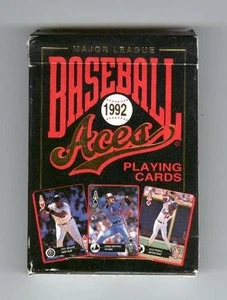 MAJOR LEAGUE
BASEBALL
1992
Aces
PLAYING
CARDS